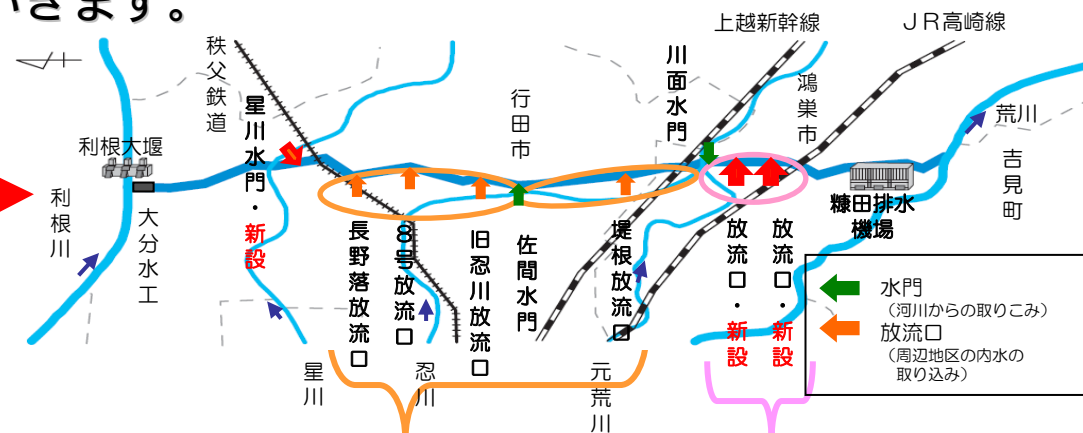 いきます。
上越新幹線
ＪＲ高崎線
秩父鉄道
川面水門
鴻巣市
行田市
星川水門・新設
荒川
利根大堰
吉見町
利根川
大分水工
糠田排水
機場
長野落放流口
８号放流口
旧忍川放流口
佐間水門
堤根放流口
放流口・新設
放流口・新設
水門
（河川からの取りこみ）
放流口
（周辺地区の内水の
取り込み）
星川
忍川
元荒川